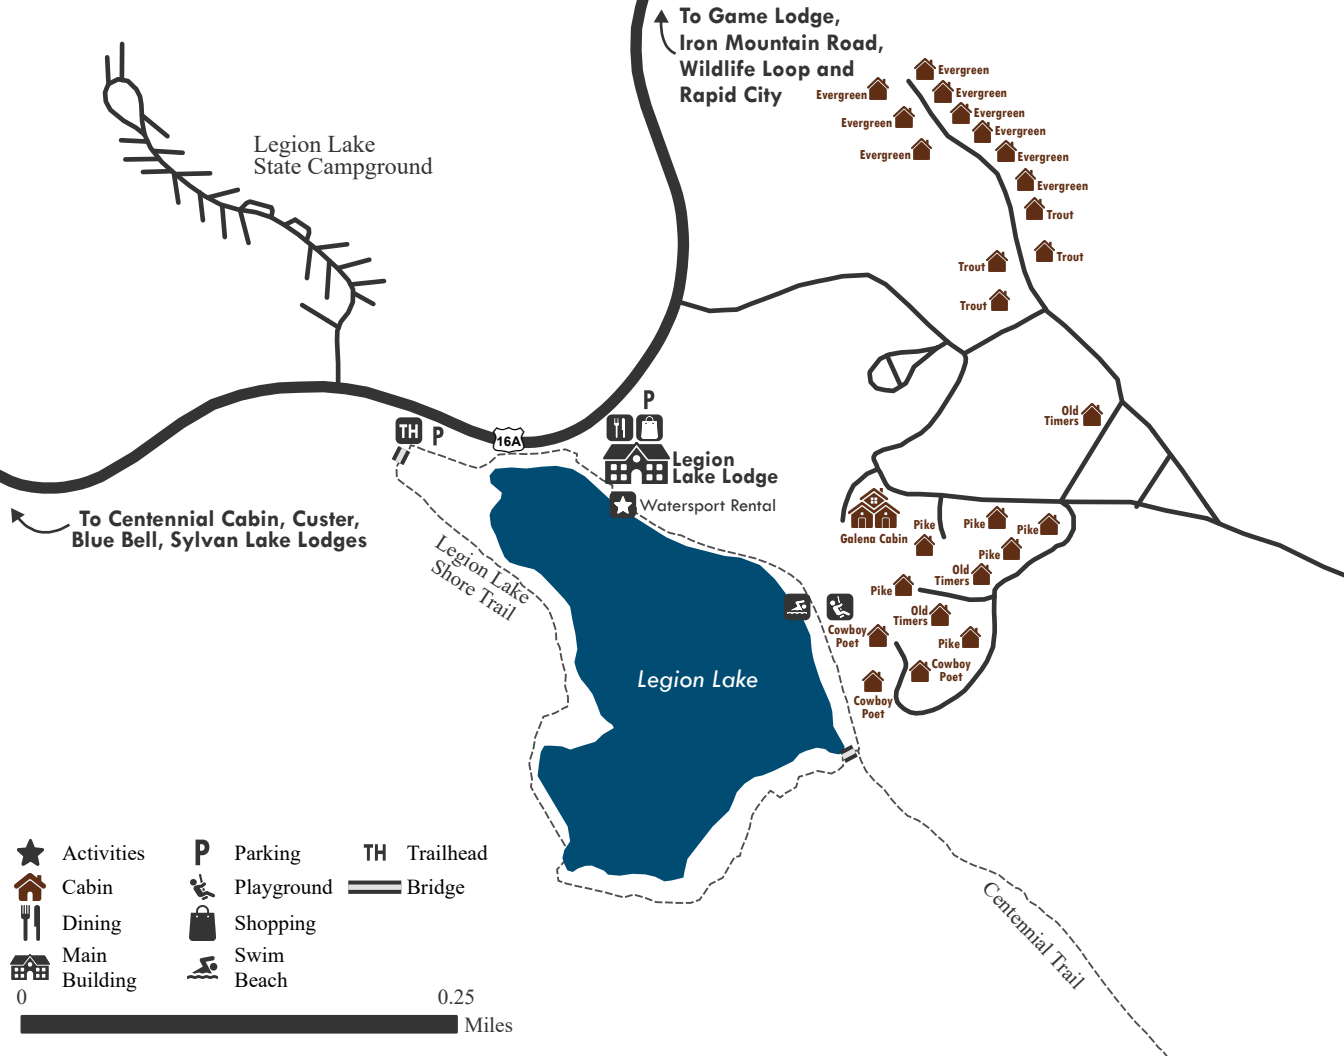 To Game Lodge,
Iron Mountain Road,
Wildlife Loop and
Rapid City
Evergreen
Evergreen
Evergreen
Evergreen
Evergreen
Evergreen
Evergreen
Evergreen
Evergreen
Trout
Trout
Trout
Trout
Legion Lake
State Campground
Old
Timers
P
TH
P
16A
Legion
Lake Lodge
Watersport Rental
To Centennial Cabin, Custer,
Blue Bell, Sylvan Lake Lodges
Legion Lake
Shore Trail
Galena Cabin
Pike
Pike
Pike
Pike
Old
Timers
Pike
Old
Timers
Cowboy
Poet
Pike
Cowboy
Poet
Cowboy
Poet
Legion Lake
Centennial Trail
Activities
Cabin
Dining
Main
Building
P
Parking
Playground
Shopping
Swim
Beach
TH
Trailhead
Bridge
0
0.25
Miles